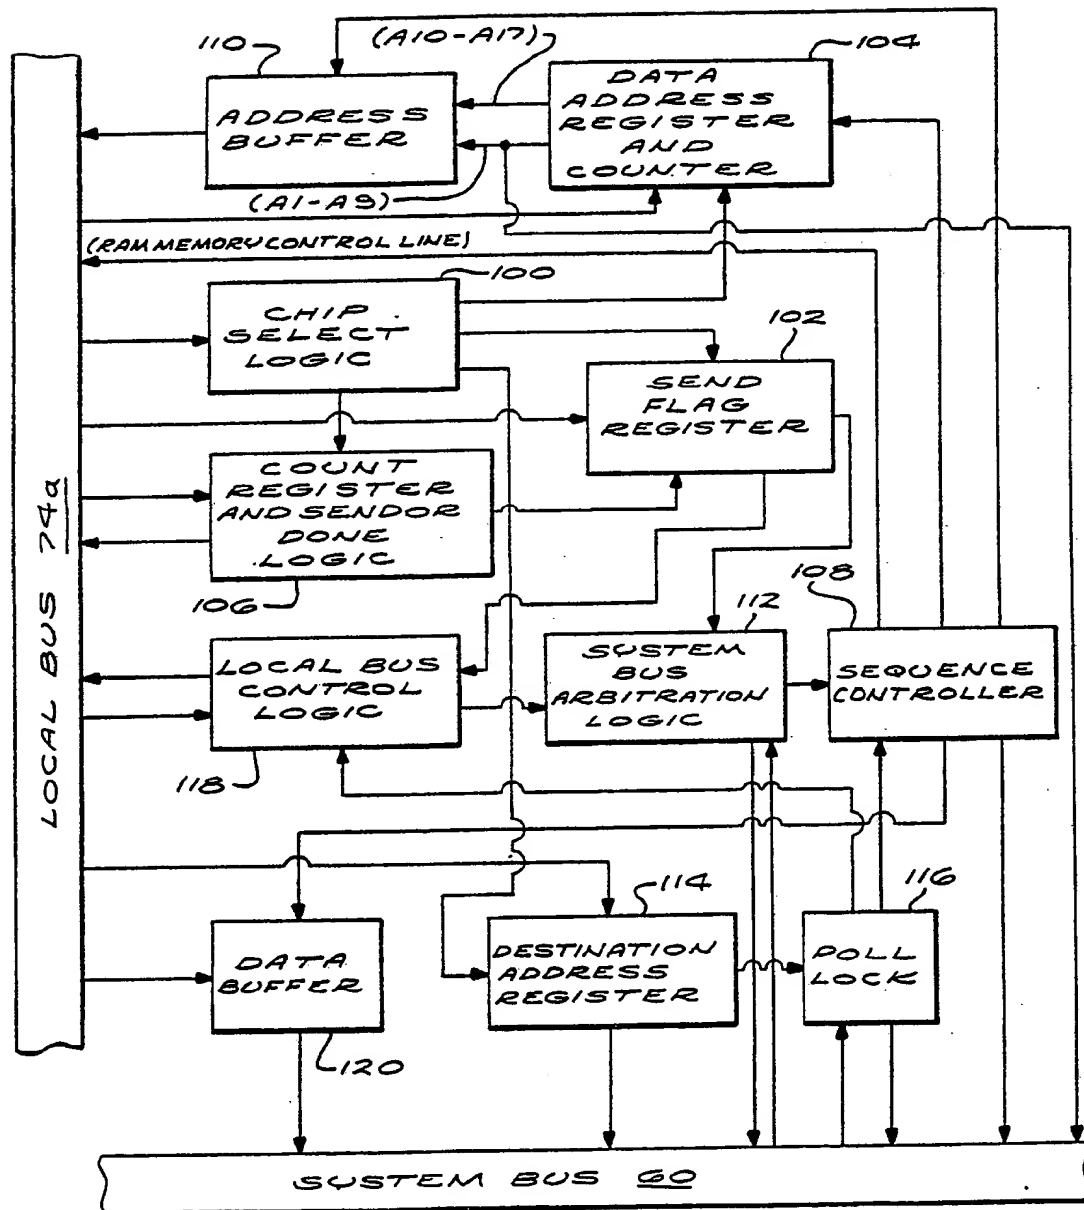 110
(A10-A17)
104
ADDRESS
BUFFER
DATA
ADDRESS
REGISTER
AND
COUNTER
(A1-A9)
(RAM MEMORY CONTROL LINE)
100
CHIP
SELECT
LOGIC
102
SEND
FLAG
REGISTER
COUNT
REGISTER
AND SENDOR
DONE
LOGIC
106
LOCAL BUS 74a
112
108
LOCAL BUS
CONTROL
LOGIC
118
SYSTEM
BUS
ARBITRATION
LOGIC
SEQUENCE
CONTROLLER
114
116
DATA
BUFFER
120
DESTINATION
ADDRESS
REGISTER
POLL
LOCK
SYSTEM BUS 60